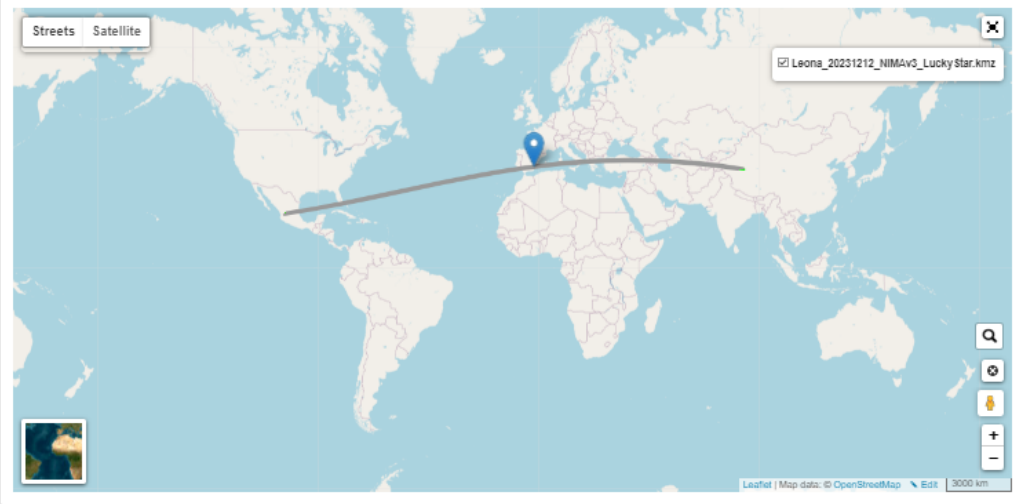 Streets Satellite
Leona_20231212_NIMAv3_LuckyStar.kmz
+
−
Leaflet | Map data: © OpenStreetMap Edit 3000 km